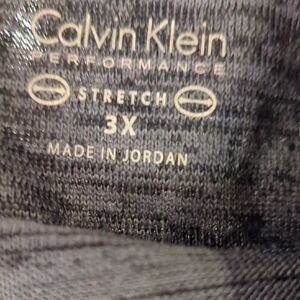 Calvin Klein
PERFORMANCE
STRETCH
3X
MADE IN JORDAN